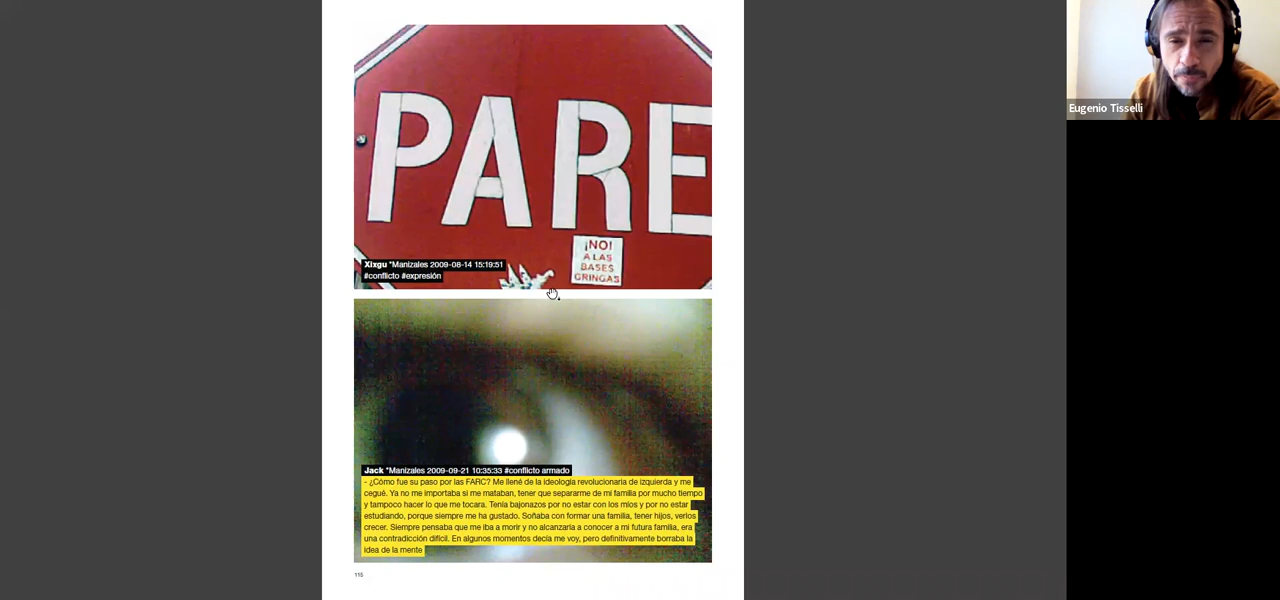 PARE
¡NO!
A LAS
BASES
GRINGAS
Xixgu *Manizales 2009-08-14 15:19:51
#conflicto #expresión
Eugenio Tisselli
Jack *Manizales 2009-09-21 10:35:33 #conflicto armado
- ¿Cómo fue su paso por las FARC? Me llené de la ideología revolucionaria de izquierda y me
cegué. Ya no me importaba si me mataban, tener que separarme de mi familia por mucho tiempo
y tampoco hacer lo que me tocara. Tenía bajonazos por no estar con los míos y por no estar
estudiando, porque siempre me ha gustado. Soñaba con formar una familia, tener hijos, verlos
crecer. Siempre pensaba que me iba a morir y no alcanzaría a conocer a mi futura familia, era
una contradicción difícil. En algunos momentos decía me voy, pero definitivamente borraba la
idea de la mente
115